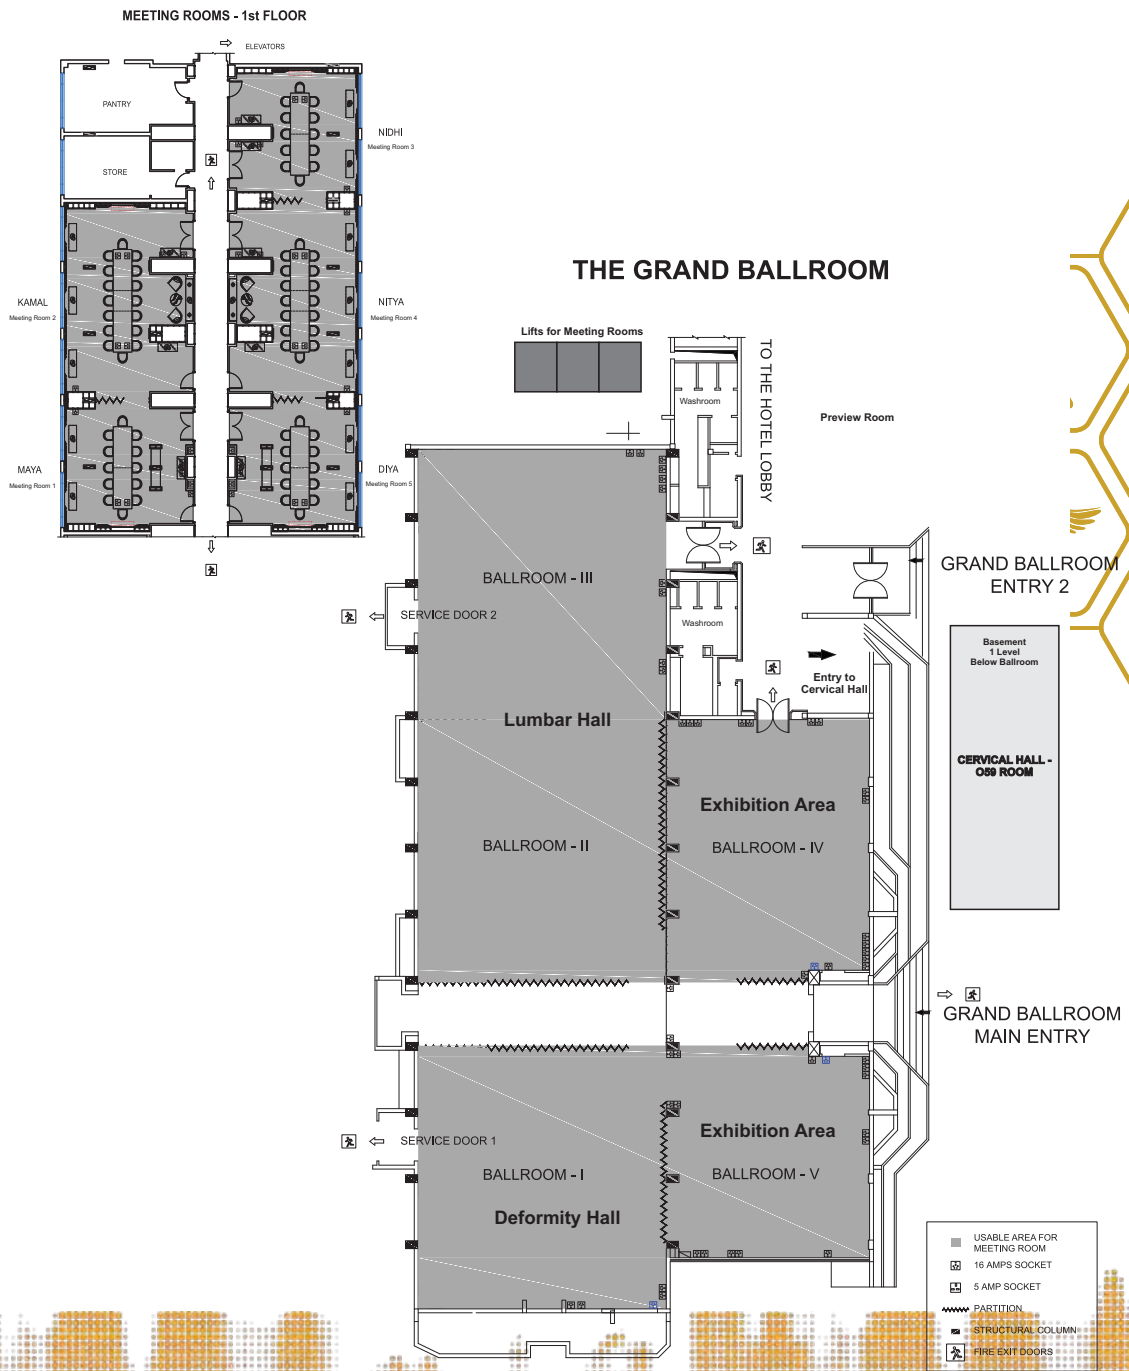 MEETING ROOMS - 1st FLOOR
ELEVATORS
PANTRY
NIDHI
Meeting Room 3
STORE
KAMAL
Meeting Room 2
NITYA
Meeting Room 4
MAYA
Meeting Room 1
DIYA
Meeting Room 5
THE GRAND BALLROOM
Lifts for Meeting Rooms
TO THE HOTEL LOBBY
Washroom
Preview Room
BALLROOM - III
GRAND BALLROOM
ENTRY 2
SERVICE DOOR 2
Washroom
Basement
1 Level
Below Ballroom
Entry to
Cervical Hall
Lumbar Hall
CERVICAL HALL -
O59 ROOM
Exhibition Area
BALLROOM - II
BALLROOM - IV
GRAND BALLROOM
MAIN ENTRY
Exhibition Area
SERVICE DOOR 1
BALLROOM - I
BALLROOM - V
Deformity Hall
USABLE AREA FOR
MEETING ROOM
16 AMPS SOCKET
5 AMP SOCKET
PARTITION
STRUCTURAL COLUMN
FIRE EXIT DOORS